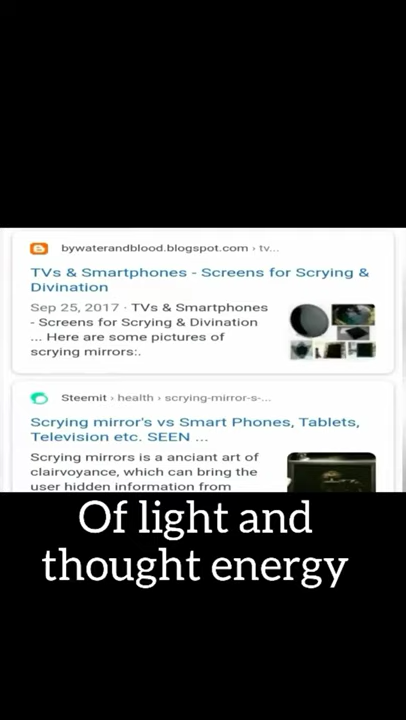 bywaterandblood.blogspot.com › tv...
TVs & Smartphones - Screens for Scrying &
Divination
Sep 25, 2017 · TVs & Smartphones
- Screens for Scrying & Divination
... Here are some pictures of
scrying mirrors:.
Steemit › health › scrying-mirror-s-...
Scrying mirror's vs Smart Phones, Tablets,
Television etc. SEEN ...
Scrying mirrors is a anciant art of
clairvoyance, which can bring the
user hidden information from
Of light and
thought energy